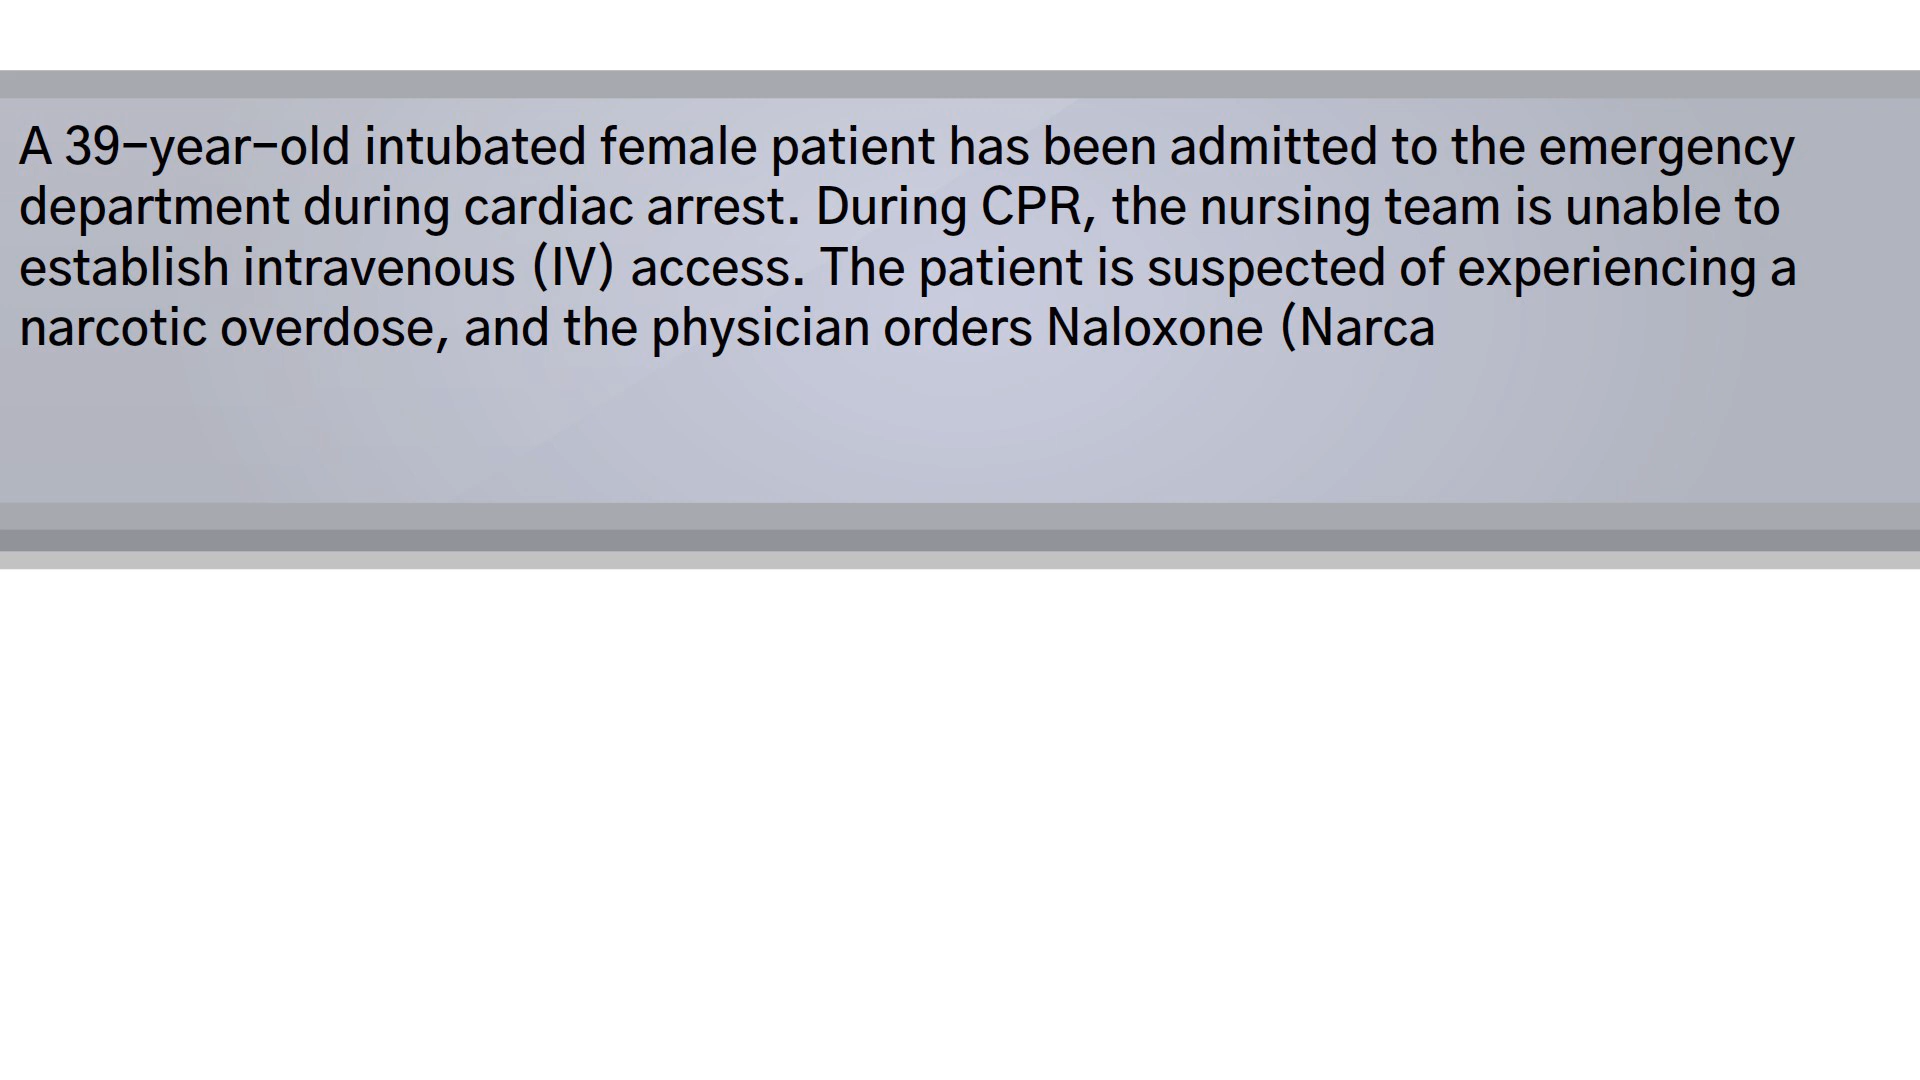 A 39-year-old intubated female patient has been admitted to the emergency
department during cardiac arrest. During CPR, the nursing team is unable to
establish intravenous (IV) access. The patient is suspected of experiencing a
narcotic overdose, and the physician orders Naloxone (Narca